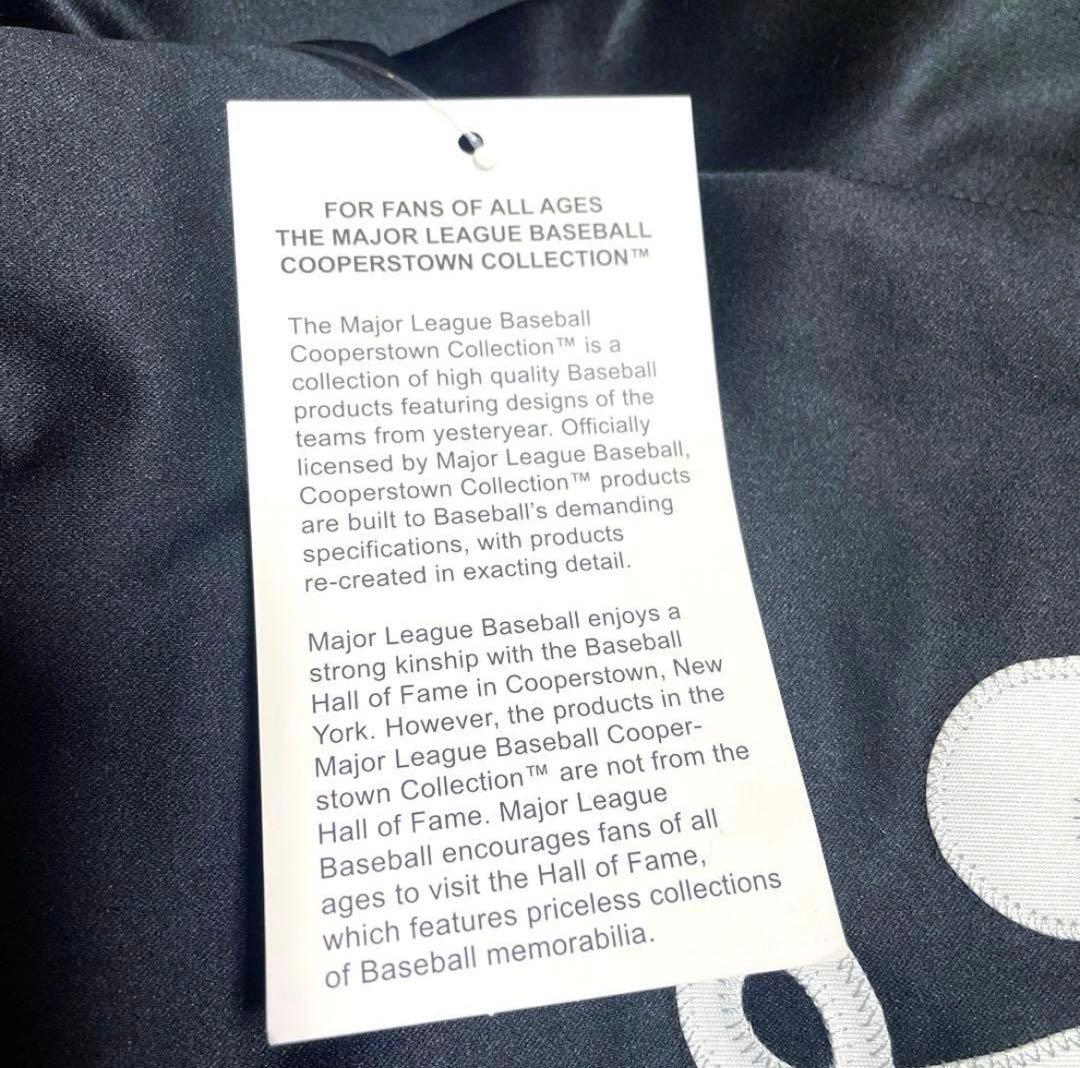 FOR FANS OF ALL AGES
THE MAJOR LEAGUE BASEBALL
COOPERSTOWN COLLECTION™
The Major League Baseball
Cooperstown Collection™ is a
collection of high quality Baseball
products featuring designs of the
teams from yesteryear. Officially
licensed by Major League Baseball,
Cooperstown Collection™ products
are built to Baseball's demanding
specifications, with products
re-created in exacting detail.
Major League Baseball enjoys a
strong kinship with the Baseball
Hall of Fame in Cooperstown, New
York. However, the products in the
Major League Baseball Cooper-
stown Collection™ are not from the
Hall of Fame. Major League
Baseball encourages fans of all
ages to visit the Hall of Fame,
which features priceless collections
of Baseball memorabilia.